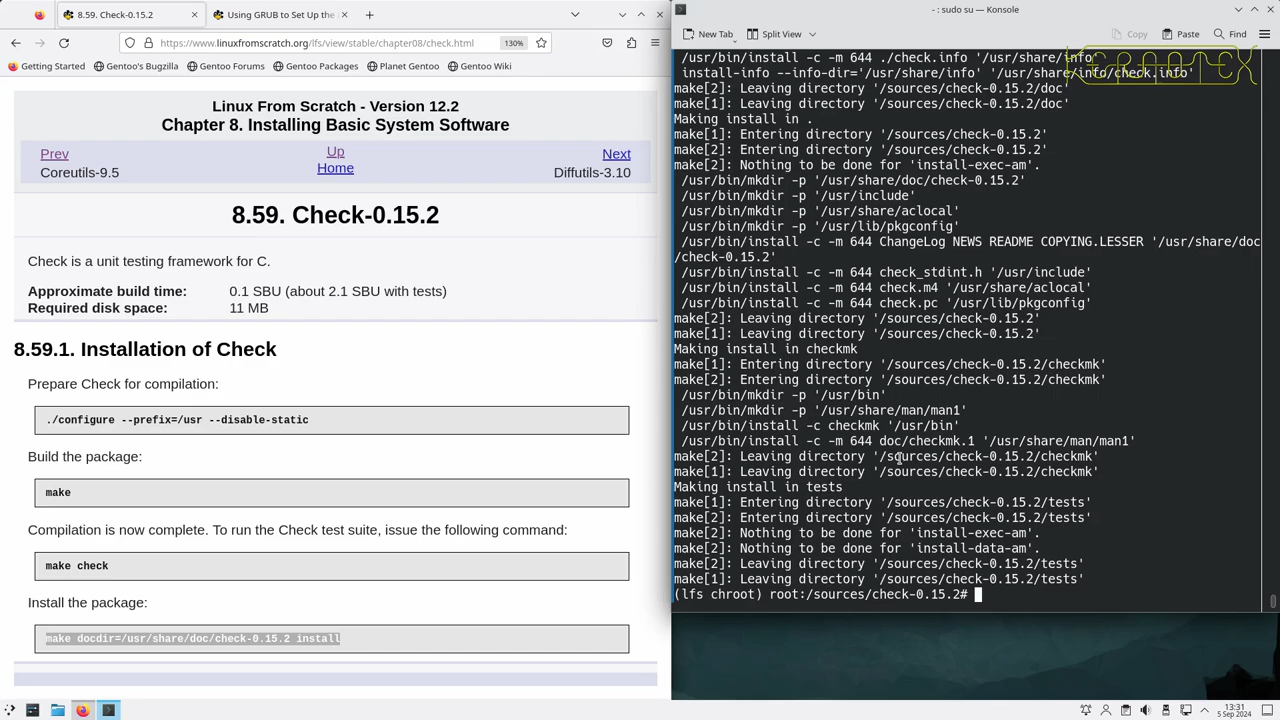 8.59. Check-0.15.2
Using GRUB to Set Up the
https://www.linuxfromscratch.org/lfs/view/stable/chapter08/check.html
130%
Getting Started
Gentoo's Bugzilla
Gentoo Forums
Gentoo Packages
Planet Gentoo
Gentoo Wiki
Linux From Scratch - Version 12.2
Chapter 8. Installing Basic System Software
Prev
Up
Next
Coreutils-9.5
Home
Diffutils-3.10
8.59. Check-0.15.2
Check is a unit testing framework for C.
Approximate build time: 0.1 SBU (about 2.1 SBU with tests)
Required disk space: 11 MB
8.59.1. Installation of Check
Prepare Check for compilation:
./configure --prefix=/usr --disable-static
Build the package:
make
Compilation is now complete. To run the Check test suite, issue the following command:
make check
Install the package:
make docdir=/usr/share/doc/check-0.15.2 install
- : sudo su — Konsole
New Tab
Split View
Copy
Paste
Find
KERNOTEX
/usr/bin/install -c -m 644 ./check.info '/usr/share/info'
install-info --info-dir='/usr/share/info' '/usr/share/info/check.info'
make[2]: Leaving directory '/sources/check-0.15.2/doc'
make[1]: Leaving directory '/sources/check-0.15.2/doc'
Making install in .
make[1]: Entering directory '/sources/check-0.15.2'
make[2]: Entering directory '/sources/check-0.15.2'
make[2]: Nothing to be done for 'install-exec-am'.
/usr/bin/mkdir -p '/usr/share/doc/check-0.15.2'
/usr/bin/mkdir -p '/usr/include'
/usr/bin/mkdir -p '/usr/share/aclocal'
/usr/bin/mkdir -p '/usr/lib/pkgconfig'
/usr/bin/install -c -m 644 ChangeLog NEWS README COPYING.LESSER '/usr/share/doc
/check-0.15.2'
/usr/bin/install -c -m 644 check_stdint.h '/usr/include'
/usr/bin/install -c -m 644 check.m4 '/usr/share/aclocal'
/usr/bin/install -c -m 644 check.pc '/usr/lib/pkgconfig'
make[2]: Leaving directory '/sources/check-0.15.2'
make[1]: Leaving directory '/sources/check-0.15.2'
Making install in checkmk
make[1]: Entering directory '/sources/check-0.15.2/checkmk'
make[2]: Entering directory '/sources/check-0.15.2/checkmk'
/usr/bin/mkdir -p '/usr/bin'
/usr/bin/mkdir -p '/usr/share/man/man1'
/usr/bin/install -c checkmk '/usr/bin'
/usr/bin/install -c -m 644 doc/checkmk.1 '/usr/share/man/man1'
make[2]: Leaving directory '/sources/check-0.15.2/checkmk'
make[1]: Leaving directory '/sources/check-0.15.2/checkmk'
Making install in tests
make[1]: Entering directory '/sources/check-0.15.2/tests'
make[2]: Entering directory '/sources/check-0.15.2/tests'
make[2]: Nothing to be done for 'install-exec-am'.
make[2]: Nothing to be done for 'install-data-am'.
make[2]: Leaving directory '/sources/check-0.15.2/tests'
make[1]: Leaving directory '/sources/check-0.15.2/tests'
(lfs chroot) root:/sources/check-0.15.2#
13:31
5 Sep 2024